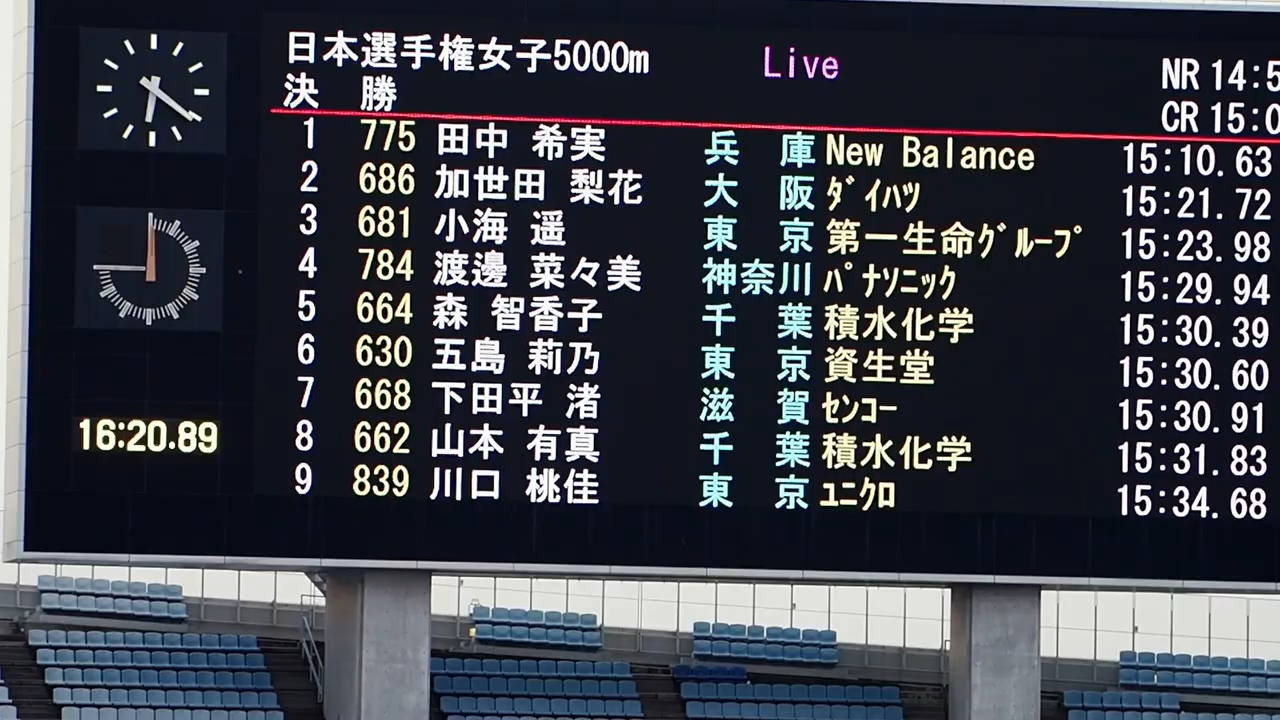 日本選手権女子5000m Live NR 14:5
決勝 CR 15:0
1 775 田中 希実 兵庫 New Balance 15:10.63
2 686 加世田 梨花 大阪 ﾀﾞｲﾊﾂ 15:21.72
3 681 小海 遥 東京 第一生命ｸﾞﾙｰﾌﾟ 15:23.98
4 784 渡邊 菜々美 神奈川 ﾊﾟﾅｿﾆｯｸ 15:29.94
5 664 森 智香子 千葉 積水化学 15:30.39
6 630 五島 莉乃 東京 資生堂 15:30.60
7 668 下田平 渚 滋賀 ｾﾝｺｰ 15:30.91
8 662 山本 有真 千葉 積水化学 15:31.83
9 839 川口 桃佳 東京 ﾕﾆｸﾛ 15:34.68
16:20.89